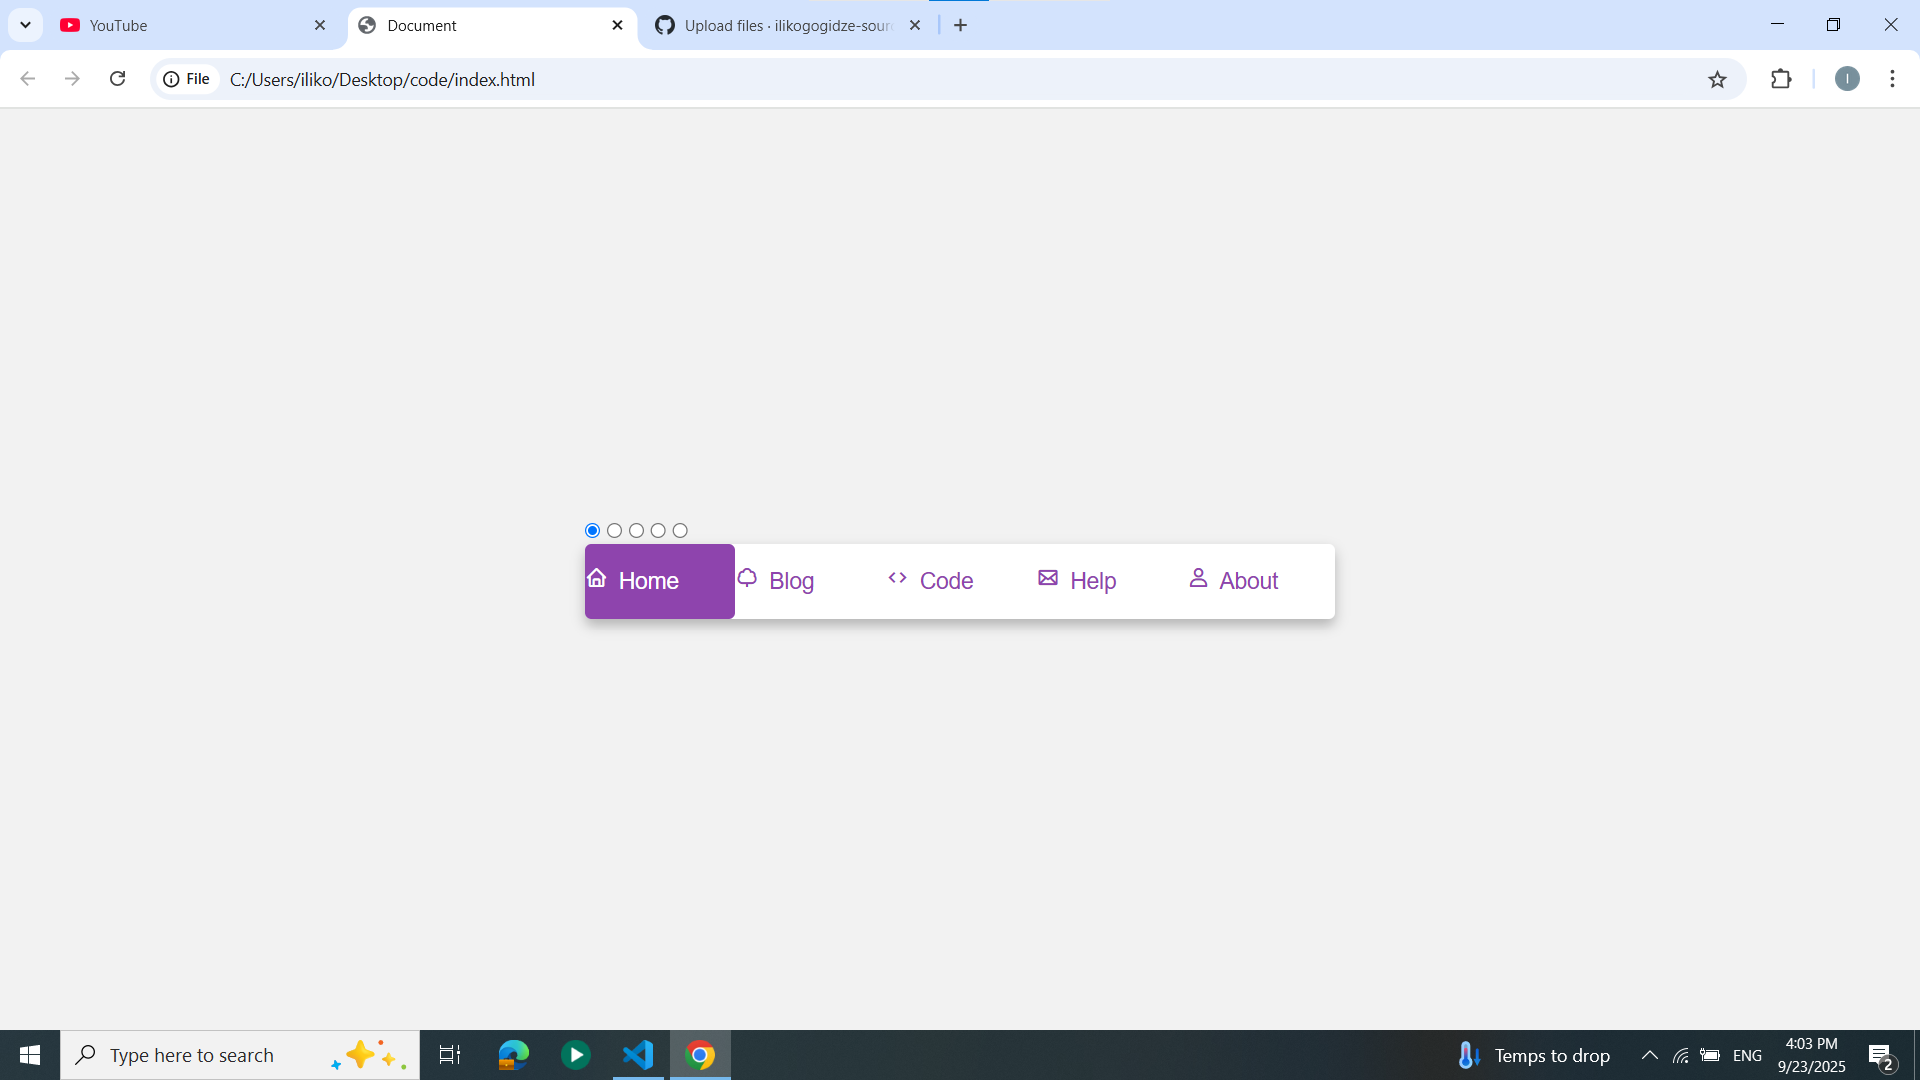 YouTube
Document
Upload files · ilikogogidze-sour
File
C:/Users/iliko/Desktop/code/index.html
I
Home
Blog
Code
Help
About
Type here to search
Temps to drop
ENG
4:03 PM
9/23/2025
2